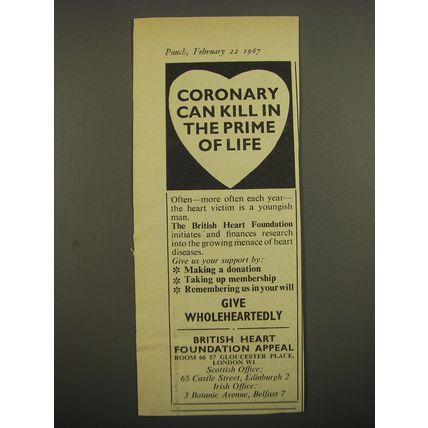 Punch, February 22 1967
CORONARY
CAN KILL IN
THE PRIME
OF LIFE
Often—more often each year—
the heart victim is a youngish
man.
The British Heart Foundation
initiates and finances research
into the growing menace of heart
diseases.
Give us your support by:
* Making a donation
* Taking up membership
* Remembering us in your will
GIVE
WHOLEHEARTEDLY
BRITISH HEART
FOUNDATION APPEAL
ROOM 66 57 GLOUCESTER PLACE,
LONDON W1.
Scottish Office:
65 Castle Street, Edinburgh 2
Irish Office:
3 Botanic Avenue, Belfast 7